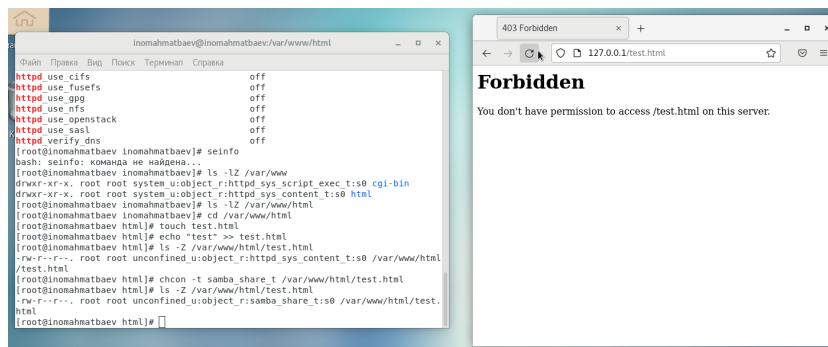 inomahmatbaev@inomahmatbaev:/var/www/html
Файл Правка Вид Поиск Терминал Справка
httpd_use_cifs off
httpd_use_fusefs off
httpd_use_gpg off
httpd_use_nfs off
httpd_use_openstack off
httpd_use_sasl off
httpd_verify_dns off
[root@inomahmatbaev inomahmatbaev]# seinfo
bash: seinfo: команда не найдена...
[root@inomahmatbaev inomahmatbaev]# ls -lZ /var/www
drwxr-xr-x. root root system_u:object_r:httpd_sys_script_exec_t:s0 cgi-bin
drwxr-xr-x. root root system_u:object_r:httpd_sys_content_t:s0 html
[root@inomahmatbaev inomahmatbaev]# ls -lZ /var/www/html
[root@inomahmatbaev inomahmatbaev]# cd /var/www/html
[root@inomahmatbaev html]# touch test.html
[root@inomahmatbaev html]# echo "test" >> test.html
[root@inomahmatbaev html]# ls -Z /var/www/html/test.html
-rw-r--r--. root root unconfined_u:object_r:httpd_sys_content_t:s0 /var/www/html
/test.html
[root@inomahmatbaev html]# chcon -t samba_share_t /var/www/html/test.html
[root@inomahmatbaev html]# ls -Z /var/www/html/test.html
-rw-r--r--. root root unconfined_u:object_r:samba_share_t:s0 /var/www/html/test.
html
[root@inomahmatbaev html]#
403 Forbidden
127.0.0.1/test.html
Forbidden
You don't have permission to access /test.html on this server.